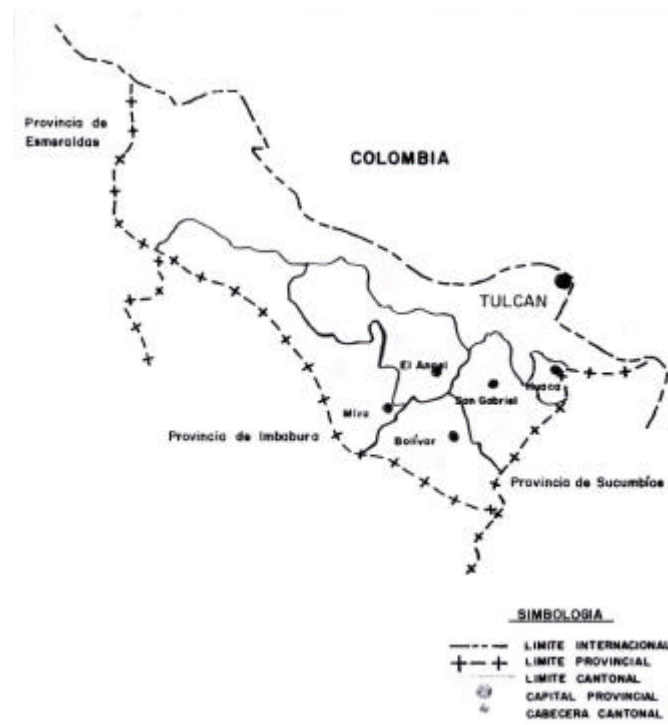 Provincia de
Esmeraldas
COLOMBIA
TULCAN
El Angel
Huaca
San Gabriel
Mira
Provincia de Imbabura
Bolívar
Provincia de Sucumbíos
SIMBOLOGIA
LIMITE INTERNACIONAL
LIMITE PROVINCIAL
LIMITE CANTONAL
CAPITAL PROVINCIAL
CABECERA CANTONAL